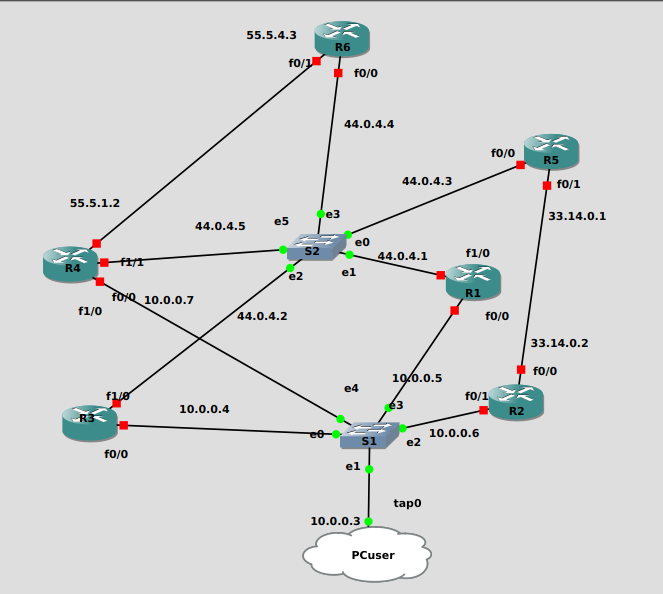 55.5.4.3
R6
f0/1
f0/0
44.0.4.4
f0/0
R5
44.0.4.3
f0/1
55.5.1.2
33.14.0.1
44.0.4.5
e5
e3
e0
S2
44.0.4.1
f1/0
R4
f1/1
e2
e1
R1
f0/0
10.0.0.7
f1/0
44.0.4.2
f0/0
33.14.0.2
f0/0
10.0.0.5
e4
f1/0
f0/1
e3
R2
10.0.0.4
R3
e0
S1
e2
10.0.0.6
f0/0
e1
tap0
10.0.0.3
PCuser